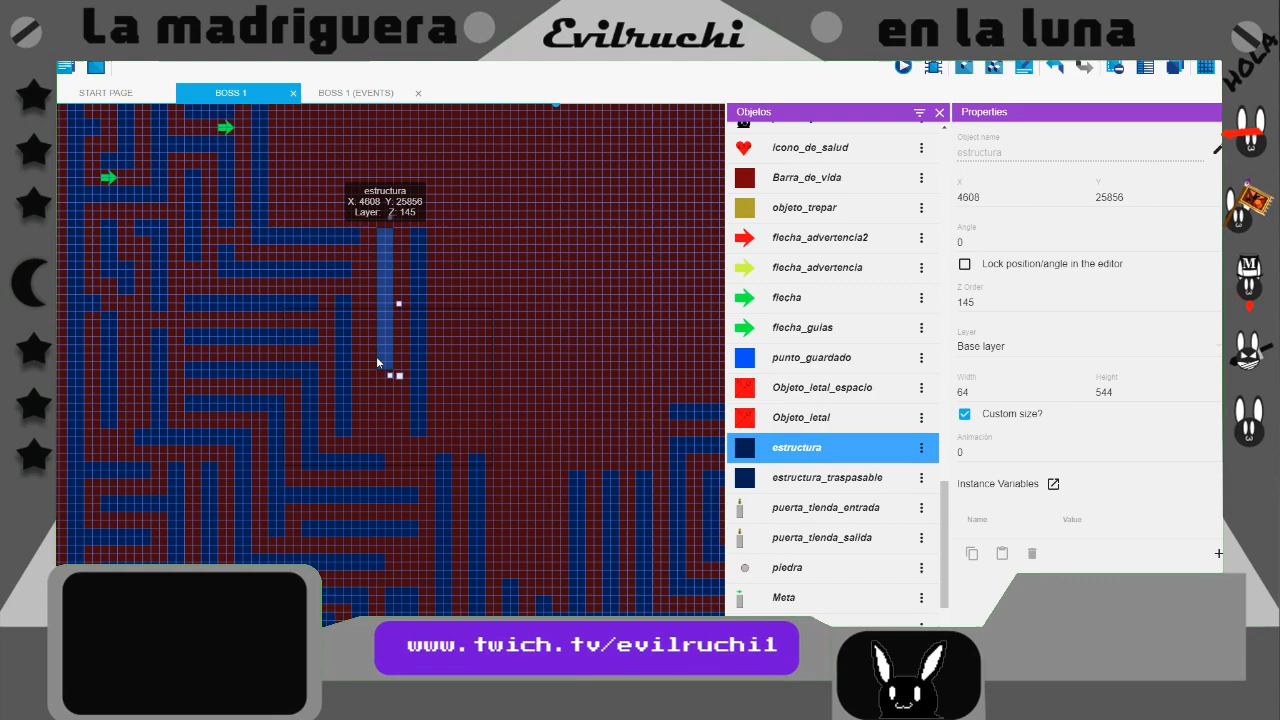 La madriguera
Evilruchi
en la luna
HOLA
START PAGE
BOSS 1
BOSS 1 (EVENTS)
estructura
X: 4608 Y: 25856
Layer: Z: 145
Objetos
icono_de_salud
Barra_de_vida
objeto_trepar
flecha_advertencia2
flecha_advertencia
flecha
flecha_guias
punto_guardado
Objeto_letal_espacio
Objeto_letal
estructura
estructura_traspasable
puerta_tienda_entrada
puerta_tienda_salida
piedra
Meta
Properties
Object name
estructura
X
Y
4608
25856
Angle
0
Lock position/angle in the editor
Z Order
145
Layer
Base layer
Width
Height
64
544
Custom size?
Animación
0
Instance Variables
Name
Value
M
www.twich.tv/evilruchi1